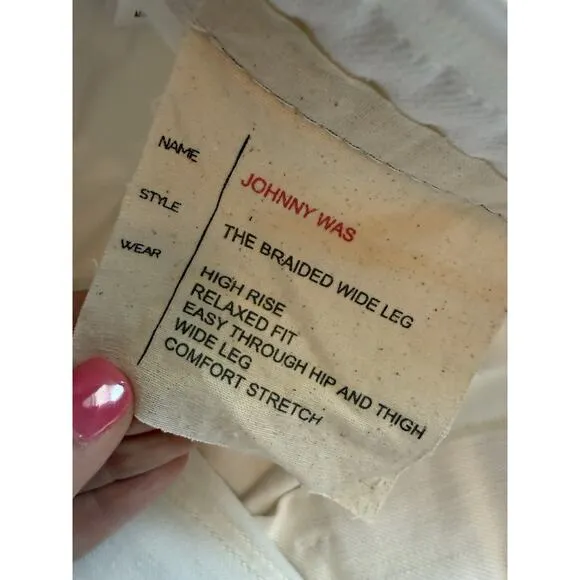 NAME JOHNNY WAS
STYLE THE BRAIDED WIDE LEG
WEAR HIGH RISE
RELAXED FIT
EASY THROUGH HIP AND THIGH
WIDE LEG
COMFORT STRETCH